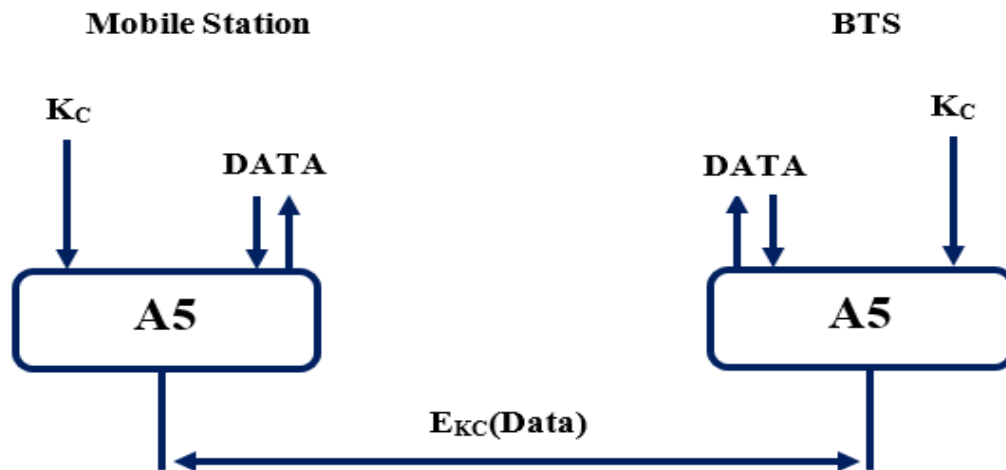 Mobile Station
BTS
KC
KC
DATA
DATA
A5
A5
EKC(Data)